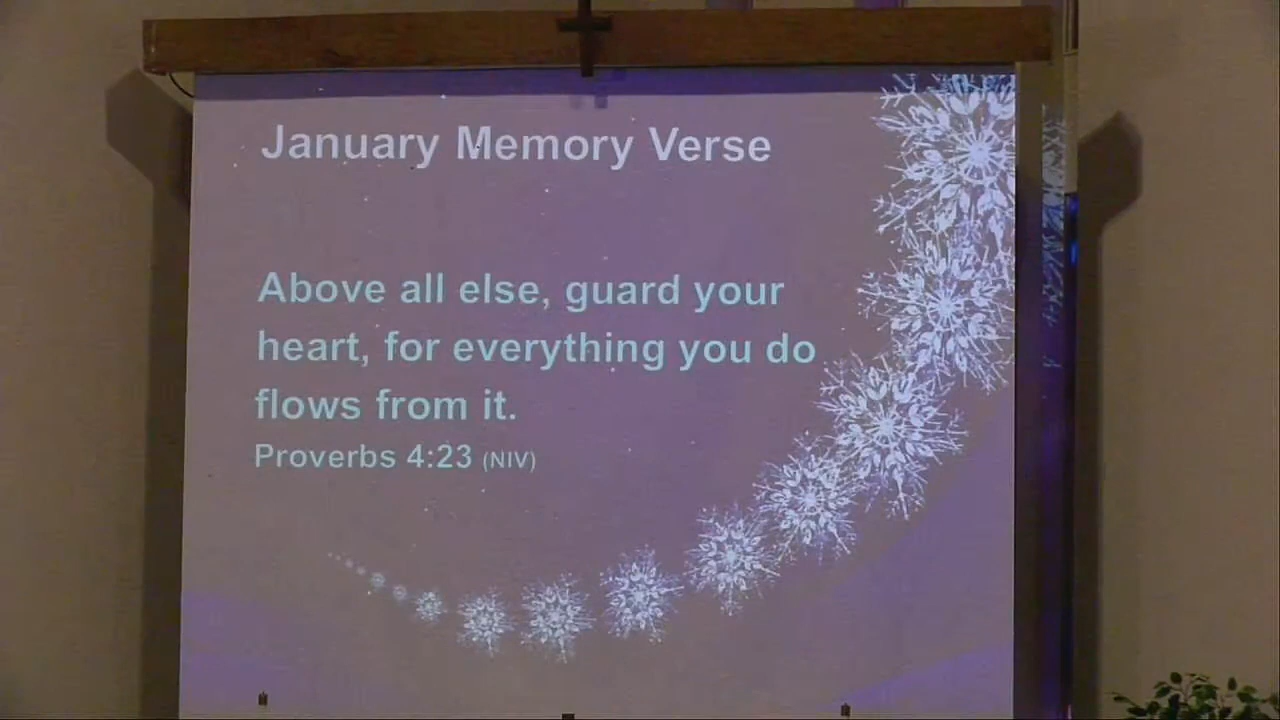 January Memory Verse
Above all else, guard your
heart, for everything you do
flows from it.
Proverbs 4:23 (NIV)